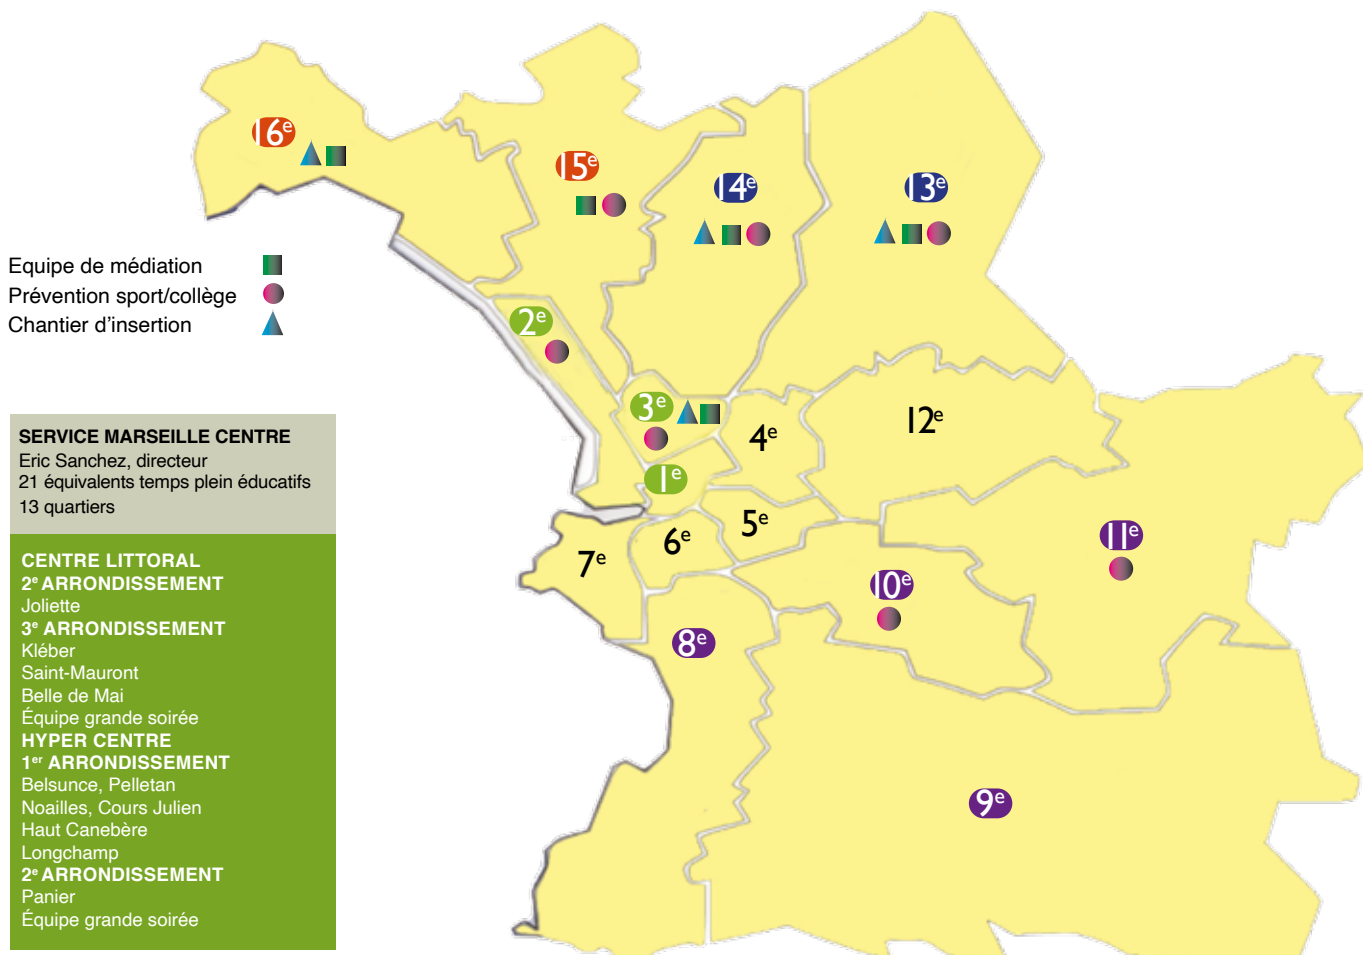 16e
15e
14e
13e
Equipe de médiation
Prévention sport/collège
Chantier d'insertion
2e
3e
4e
12e
1e
5e
6e
7e
11e
10e
8e
9e
SERVICE MARSEILLE CENTRE
Eric Sanchez, directeur
21 équivalents temps plein éducatifs
13 quartiers
CENTRE LITTORAL
2e ARRONDISSEMENT
Joliette
3e ARRONDISSEMENT
Kléber
Saint-Mauront
Belle de Mai
Équipe grande soirée
HYPER CENTRE
1er ARRONDISSEMENT
Belsunce, Pelletan
Noailles, Cours Julien
Haut Canebère
Longchamp
2e ARRONDISSEMENT
Panier
Équipe grande soirée